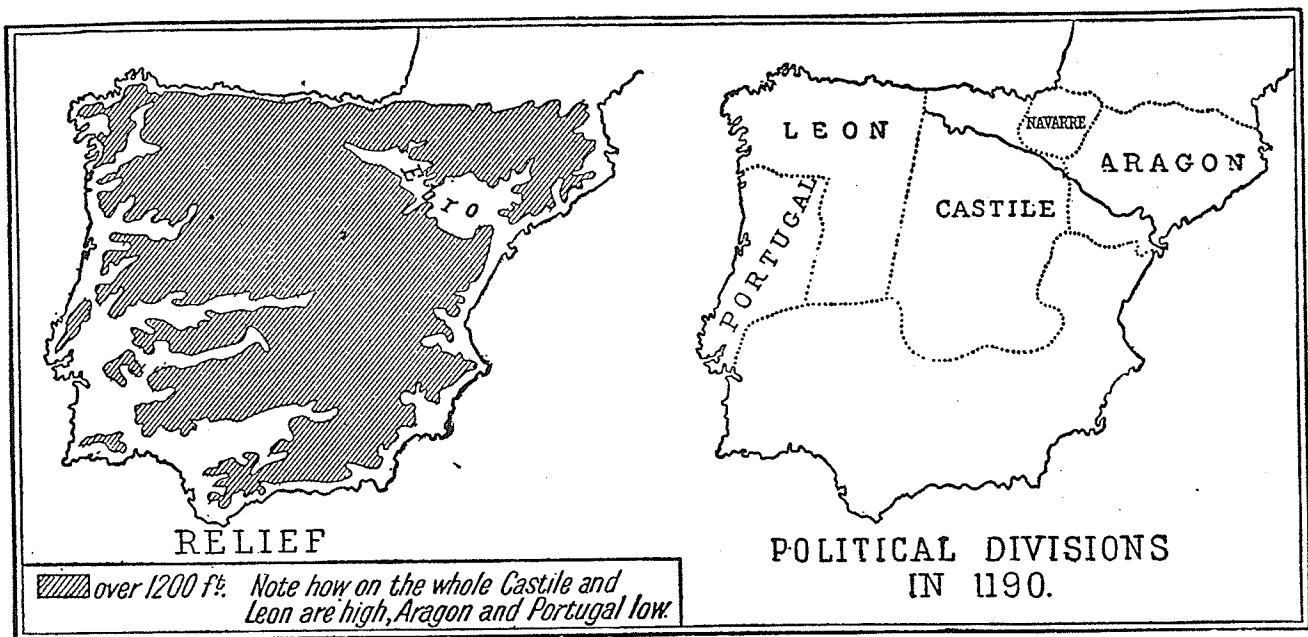 EbrO
RELIEF
over 1200 ft. Note how on the whole Castile and
Leon are high, Aragon and Portugal low.
LEON
NAVARRE
ARAGON
CASTILE
PORTUGAL
POLITICAL DIVISIONS
IN 1190.